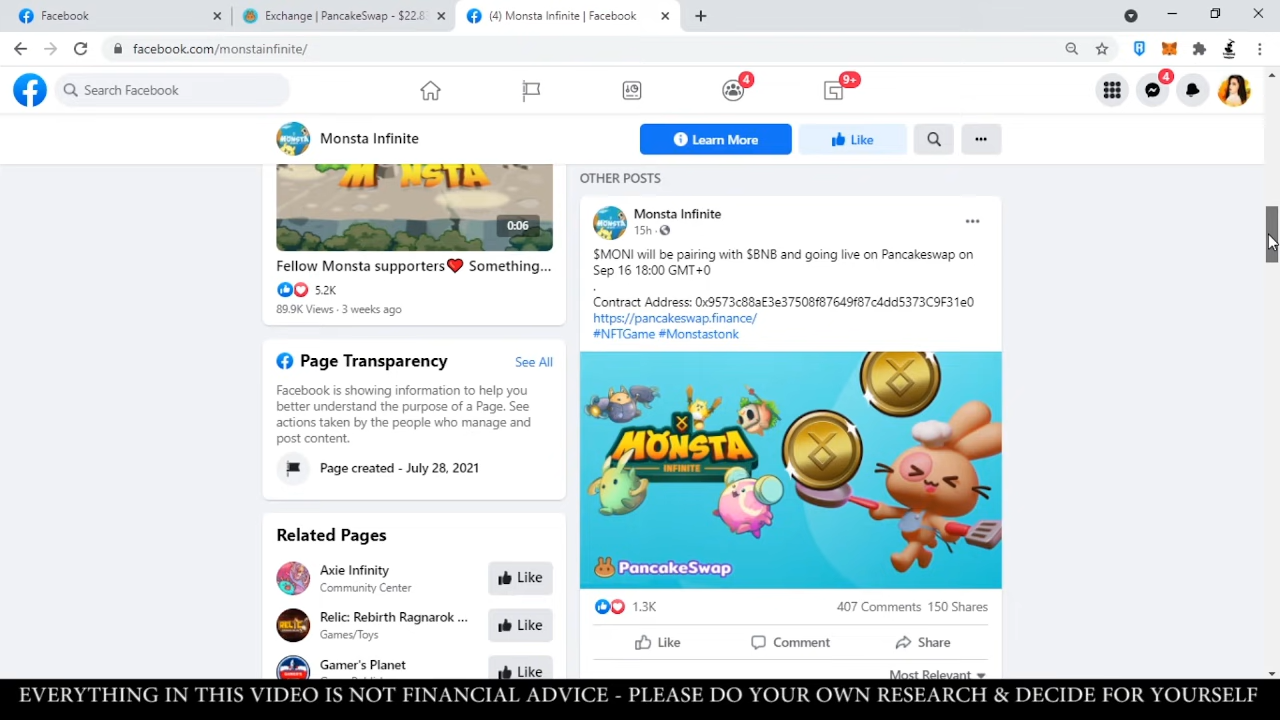 Facebook
Exchange | PancakeSwap - $22.83
(4) Monsta Infinite | Facebook
facebook.com/monstainfinite/
Search Facebook
4
9+
4
Monsta Infinite
Learn More
Like
MONSTA
0:06
Fellow Monsta supporters❤️ Something...
5.2K
89.9K Views · 3 weeks ago
Page Transparency
See All
Facebook is showing information to help you
better understand the purpose of a Page. See
actions taken by the people who manage and
post content.
Page created - July 28, 2021
Related Pages
Axie Infinity
Community Center
Like
Relic: Rebirth Ragnarok ...
Games/Toys
Like
Gamer's Planet
Like
OTHER POSTS
Monsta Infinite
15h ·
$MONI will be pairing with $BNB and going live on Pancakeswap on
Sep 16 18:00 GMT+0
.
Contract Address: 0x9573c88aE3e37508f87649f87c4dd5373C9F31e0
https://pancakeswap.finance/
#NFTGame #Monstastonk
MONSTA
INFINITE
PancakeSwap
1.3K
407 Comments 150 Shares
Like
Comment
Share
Most Relevant
EVERYTHING IN THIS VIDEO IS NOT FINANCIAL ADVICE - PLEASE DO YOUR OWN RESEARCH & DECIDE FOR YOURSELF